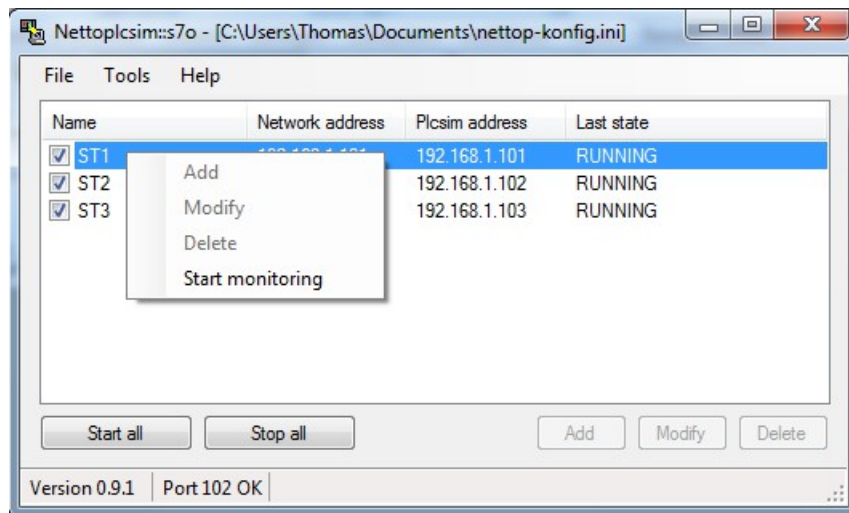 Nettoplcsim::s7o - [C:\Users\Thomas\Documents\nettop-konfig.ini]
File Tools Help
Name Network address Plcsim address Last state
ST1 192.168.1.101 RUNNING
ST2 192.168.1.102 RUNNING
ST3 192.168.1.103 RUNNING
Add
Modify
Delete
Start monitoring
Start all Stop all Add Modify Delete
Version 0.9.1 Port 102 OK